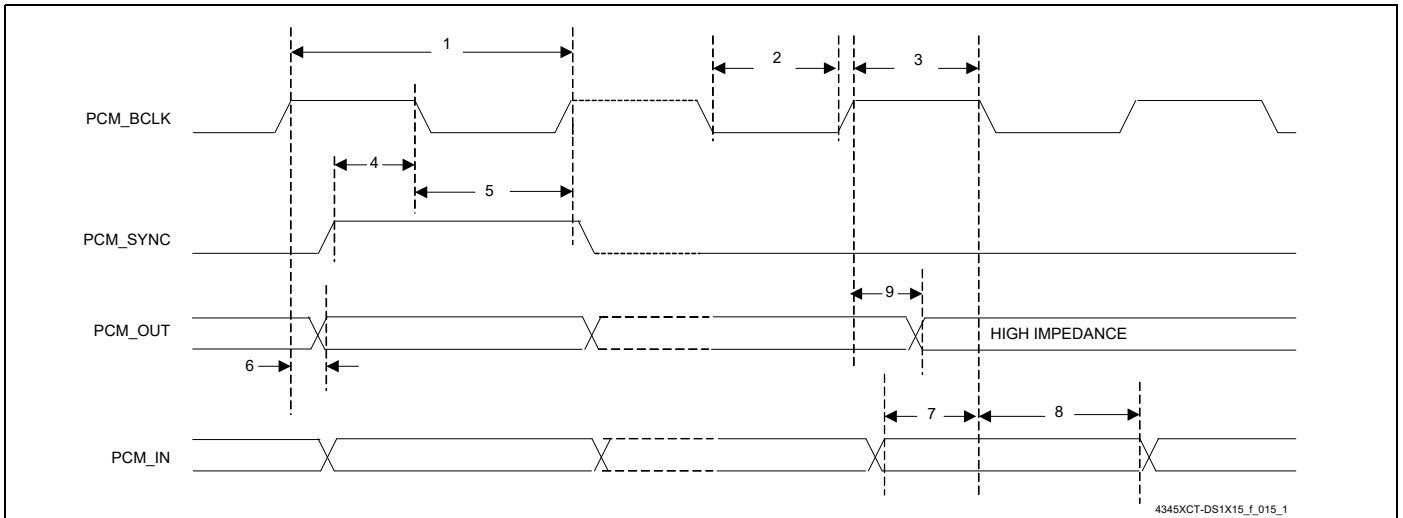 1
2
3
PCM_BCLK
4
5
PCM_SYNC
9
PCM_OUT
HIGH IMPEDANCE
6
7
8
PCM_IN
4345XCT-DS1X15_f_015_1